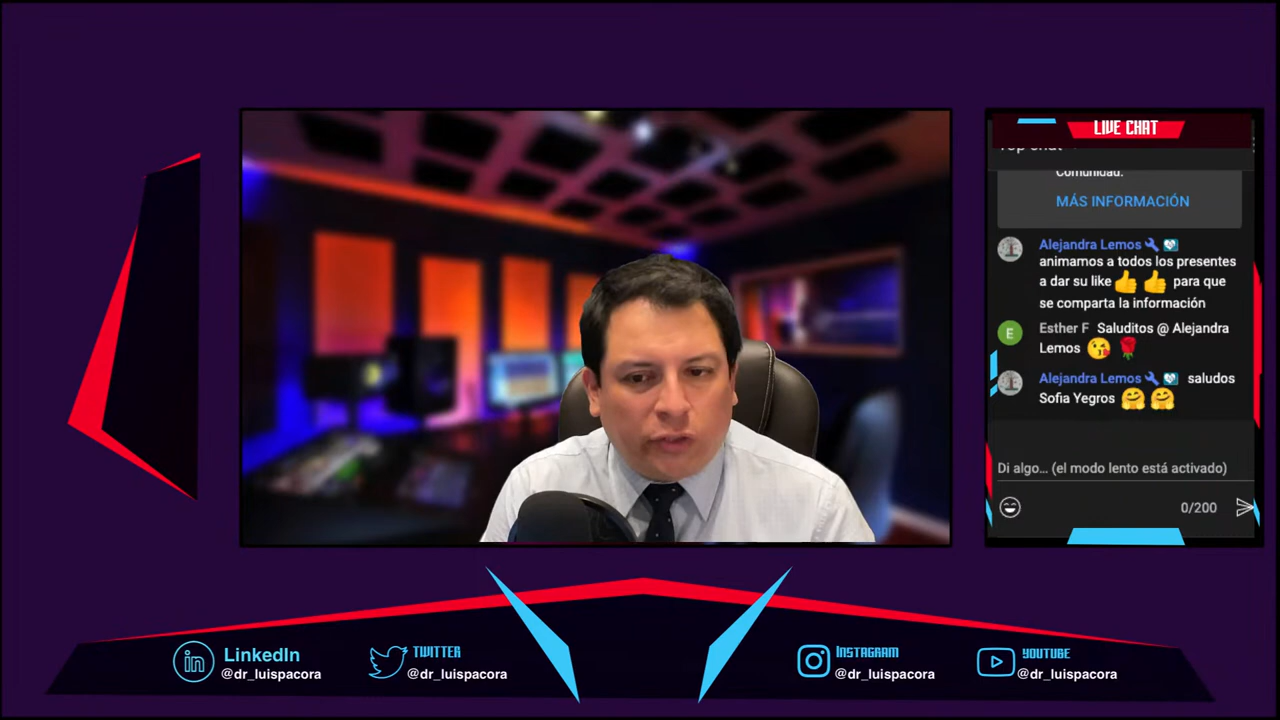 LIVE CHAT
Comunidad.
MÁS INFORMACIÓN
Alejandra Lemos
animamos a todos los presentes
a dar su like 👍 👍 para que
se comparta la información
E
Esther F Saluditos @ Alejandra
Lemos 😘 🌹
Alejandra Lemos saludos
Sofia Yegros 🤗 🤗
Di algo... (el modo lento está activado)
0/200
LinkedIn
@dr_luispacora
TWITTER
@dr_luispacora
INSTAGRAM
@dr_luispacora
YOUTUBE
@dr_luispacora